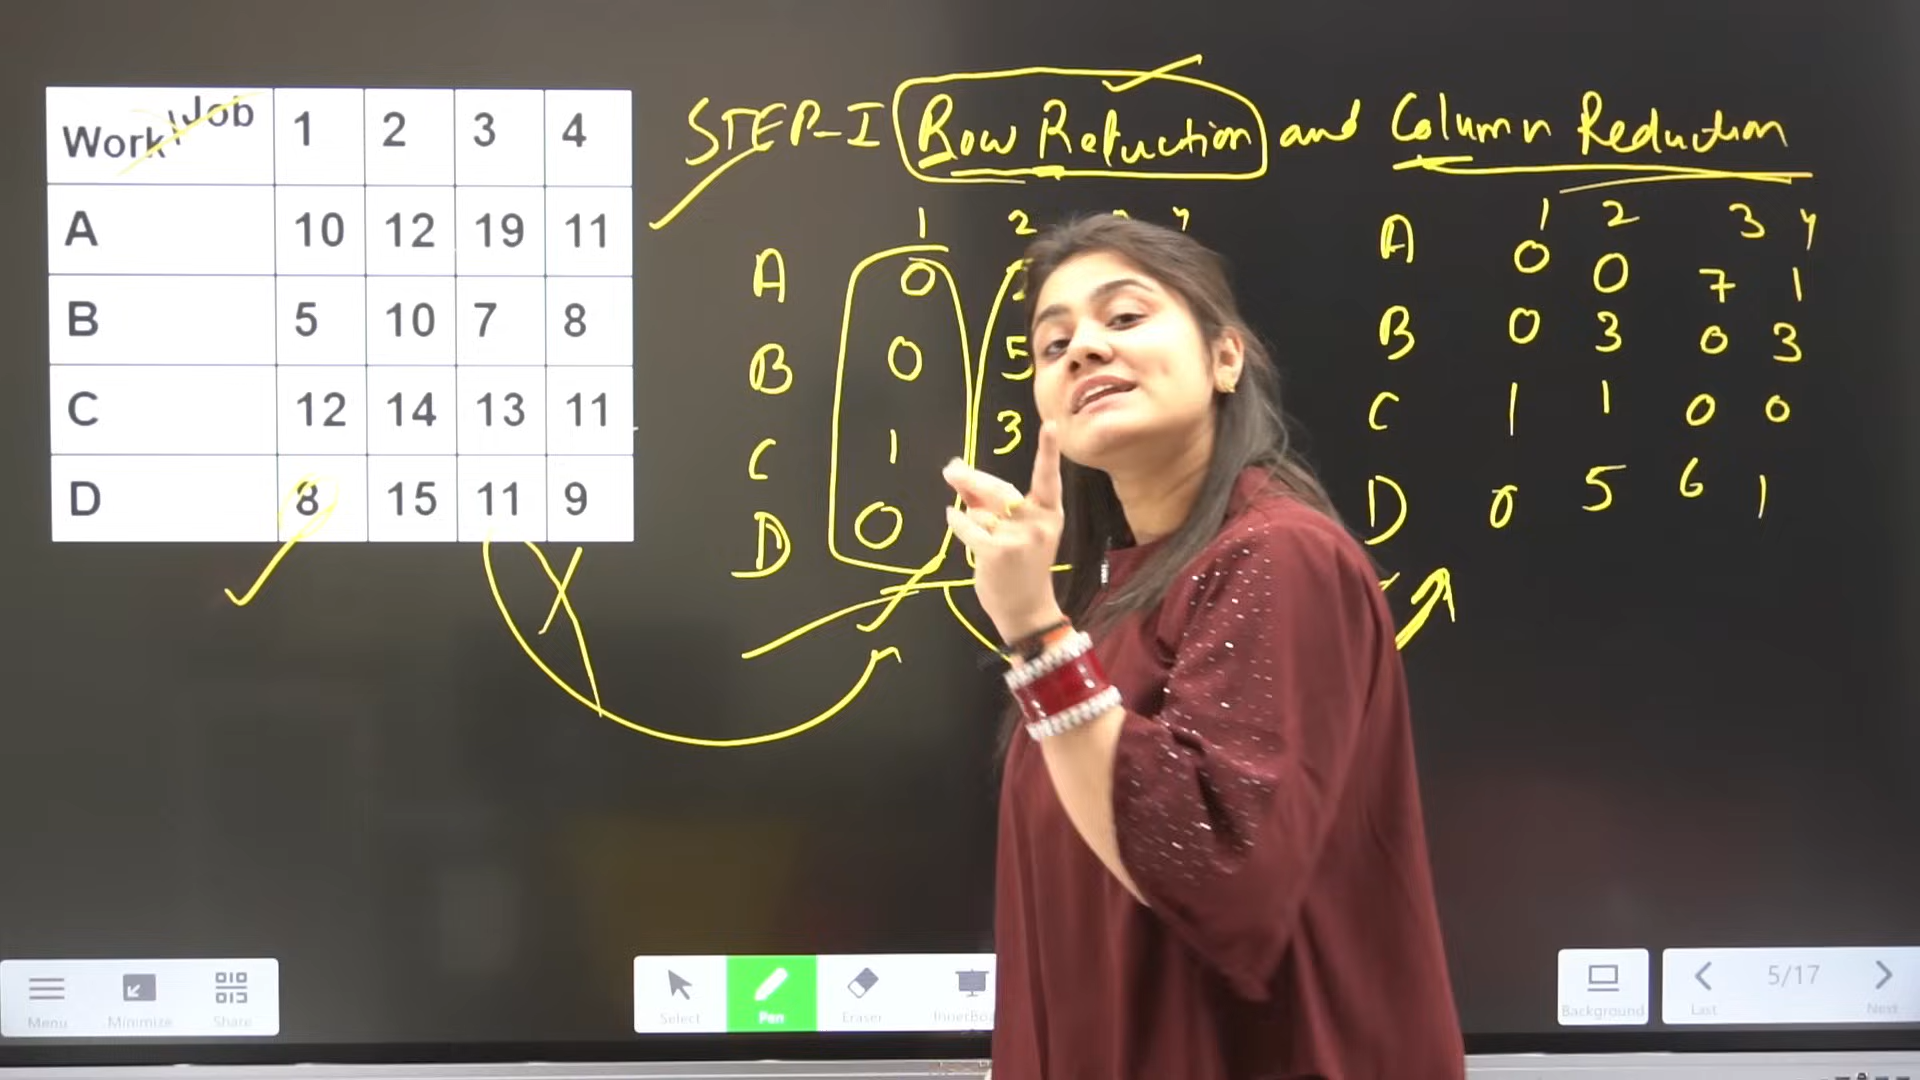 Work\Job 1 2 3 4
A 10 12 19 11
B 5 10 7 8
C 12 14 13 11
D 8 15 11 9
STEP-I Row Reduction and Column Reduction
1 2 4
A 0
B 0 5
C 1 3
D 0
1 2 3 4
A 0 0 7 1
B 0 3 0 3
C 1 1 0 0
D 0 5 6 1
Menu Minimize Share
Select Pen Eraser
Background
Last 5/17 Next